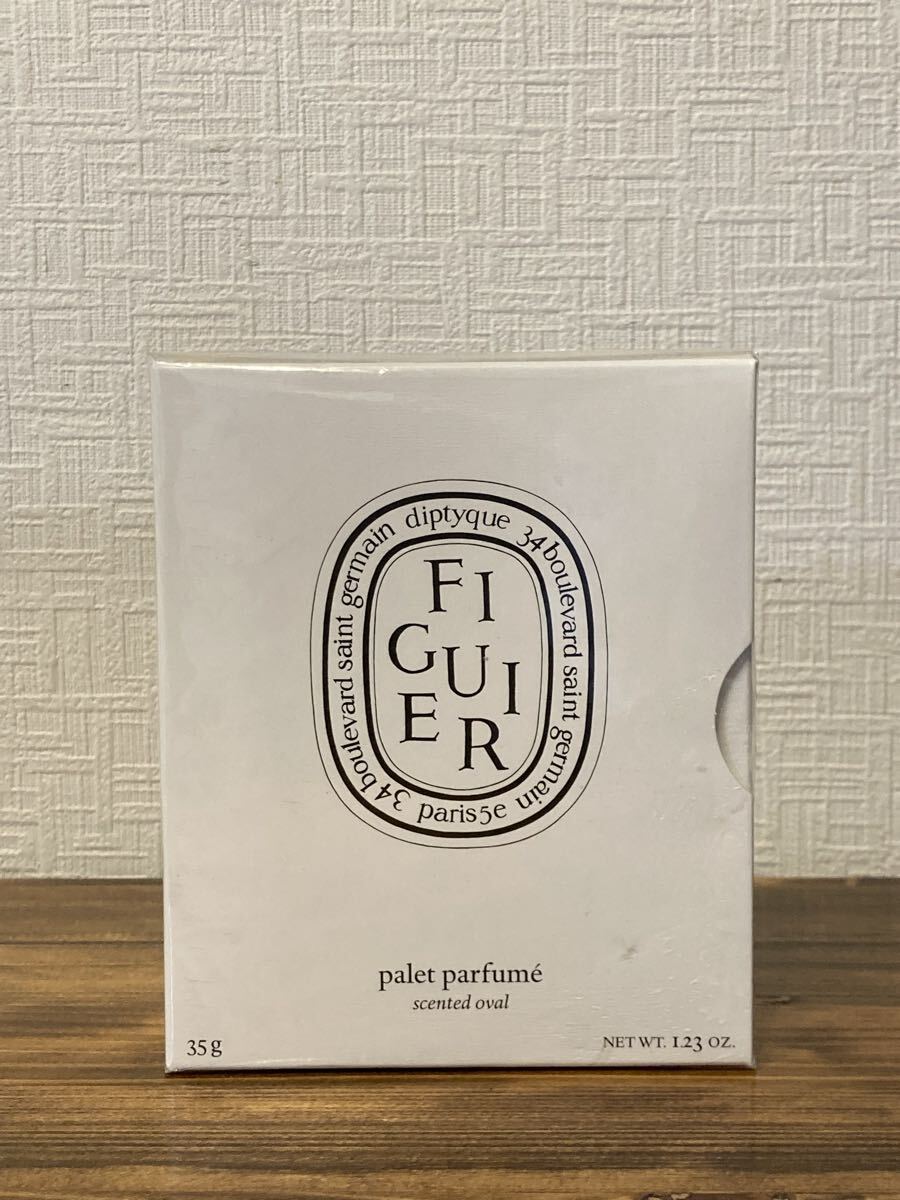 diptyque 34 boulevard saint germain paris 5e 34 boulevard saint germain
FI
GUI
ER
palet parfumé
scented oval
35 g
NET WT. 1.23 OZ.